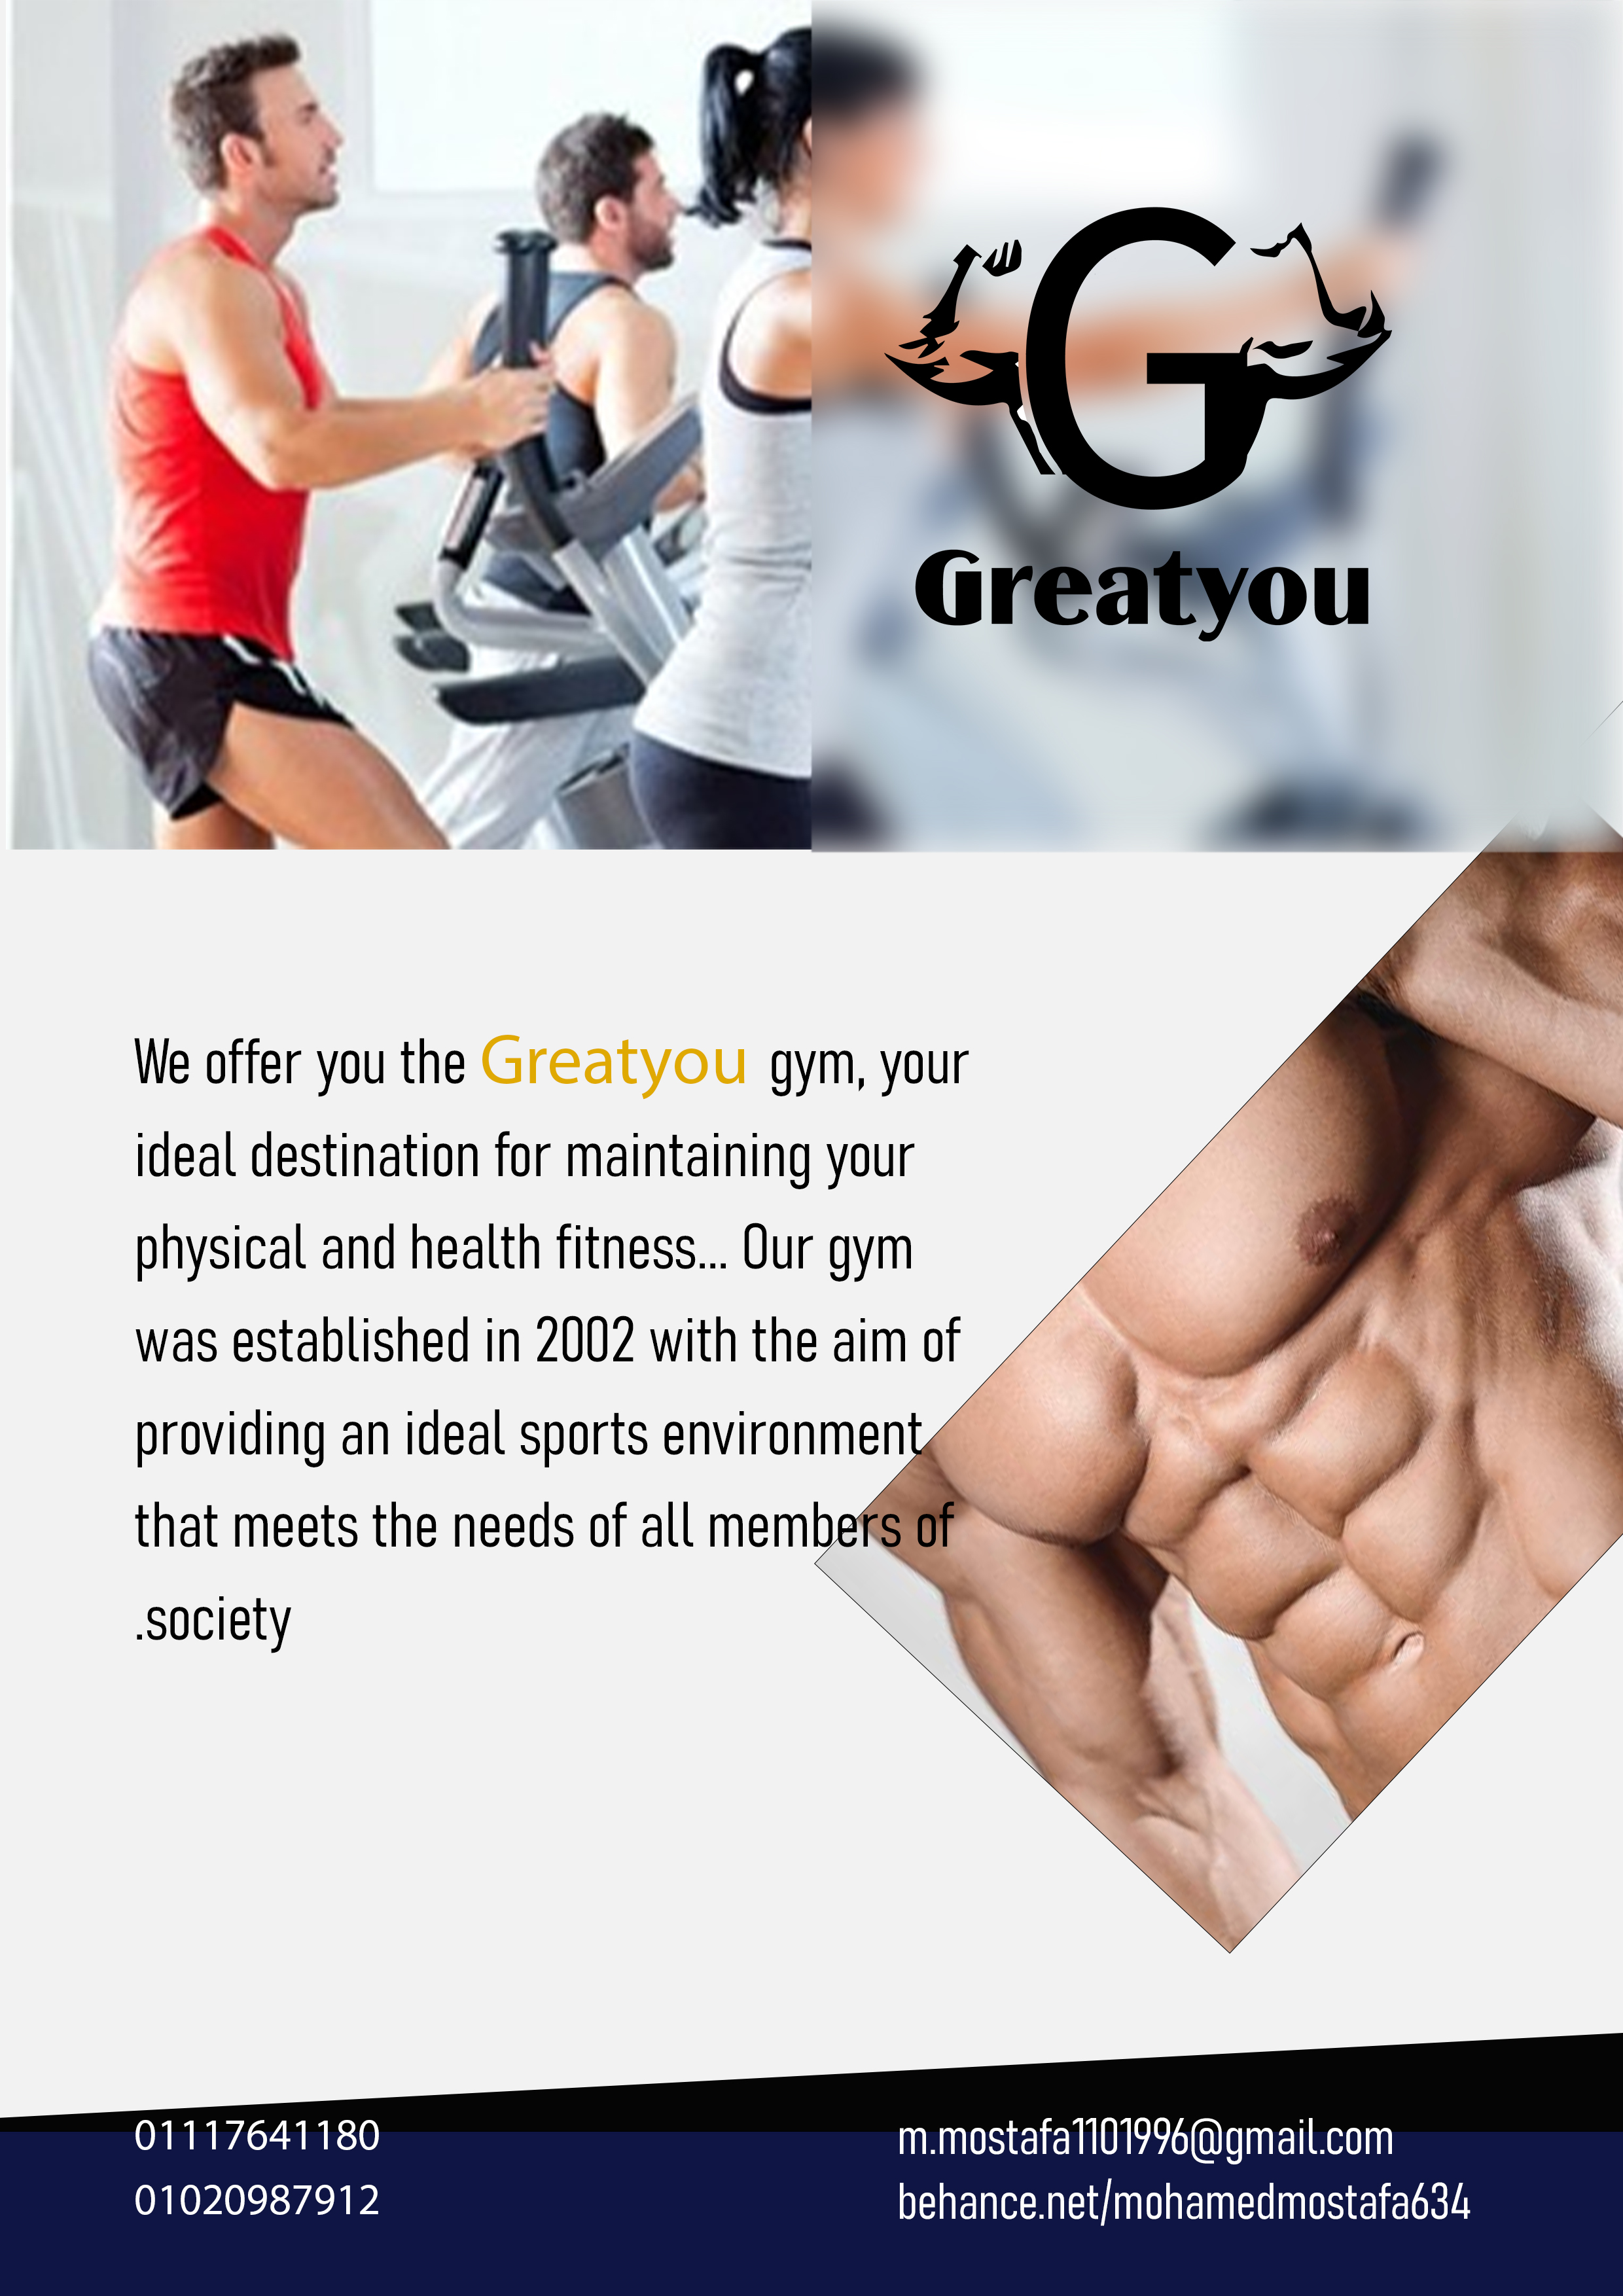 G
Greatyou
We offer you the Greatyou gym, your
ideal destination for maintaining your
physical and health fitness... Our gym
was established in 2002 with the aim of
providing an ideal sports environment
that meets the needs of all members of
.society
01117641180
01020987912
m.mostafa1101996@gmail.com
behance.net/mohamedmostafa634